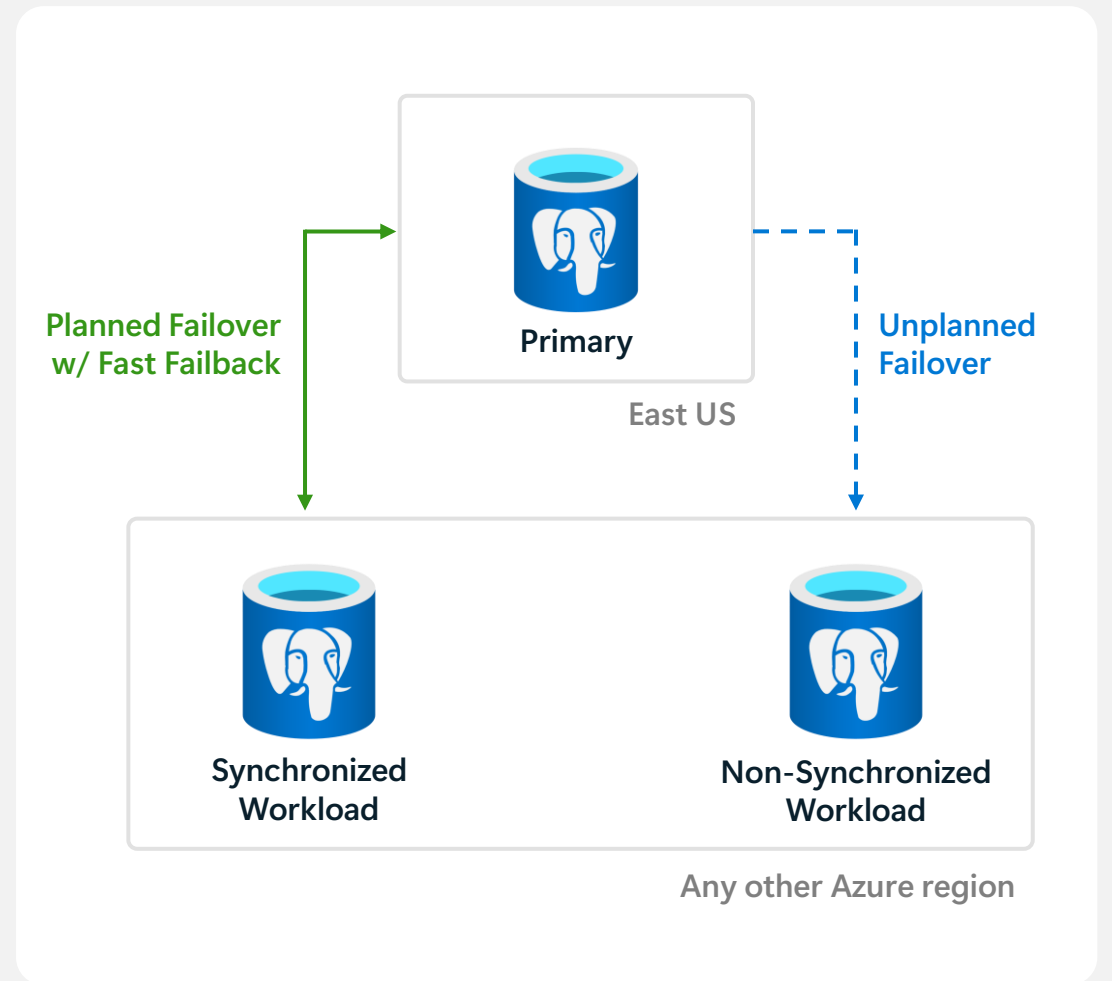 Primary
East US
Planned Failover
w/ Fast Failback
Unplanned
Failover
Synchronized
Workload
Non-Synchronized
Workload
Any other Azure region